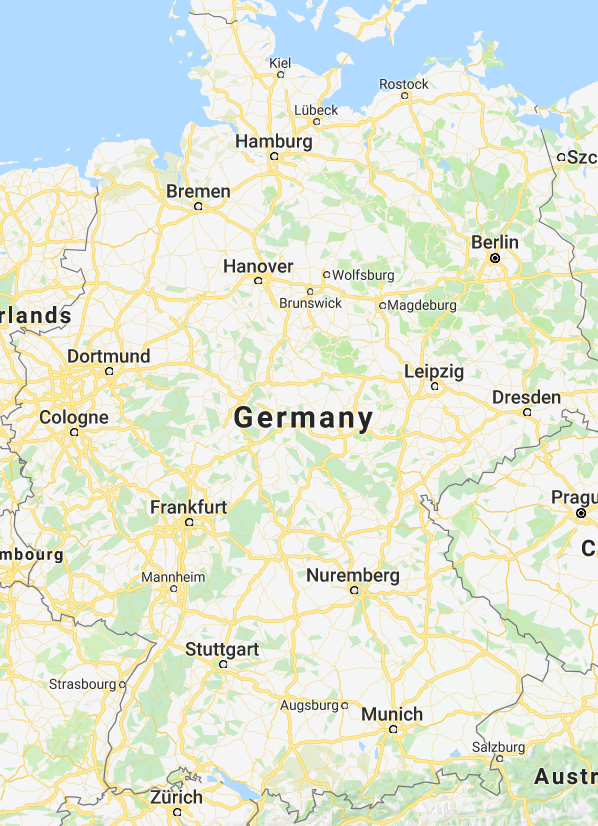 Kiel
Rostock
Lübeck
Hamburg
Szc
Bremen
Berlin
Hanover
Wolfsburg
Brunswick
Magdeburg
rlands
Dortmund
Leipzig
Dresden
Cologne
Germany
Pragu
Frankfurt
C
mbourg
Mannheim
Nuremberg
Stuttgart
Strasbourg
Augsburg
Munich
Salzburg
Austr
Zürich